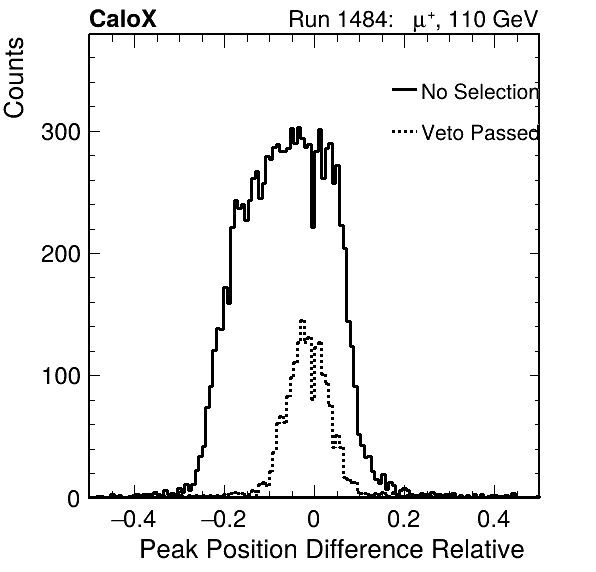 CaloX Run 1484: μ⁺, 110 GeV
Counts
No Selection
Veto Passed
300
200
100
0
−0.4 −0.2 0 0.2 0.4
Peak Position Difference Relative